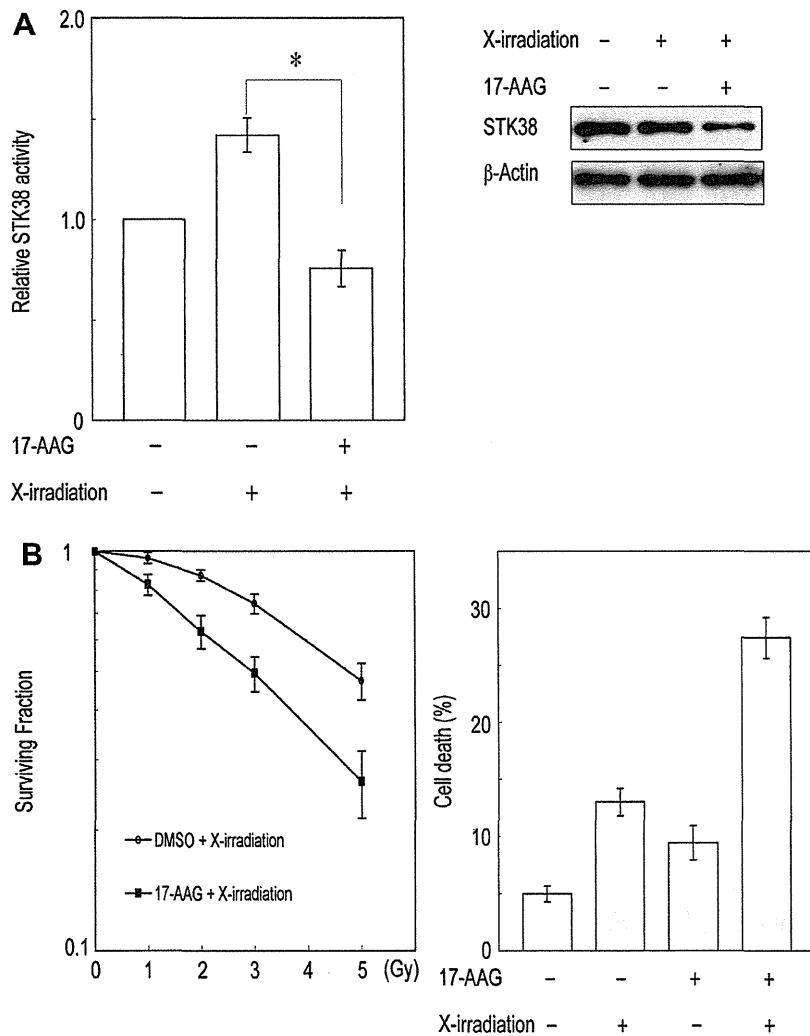 A
2.0
1.0
0
Relative STK38 activity
*
17-AAG − − +
X-irradiation − + +
X-irradiation − + +
17-AAG − − +
STK38
β-Actin
B
1
0.1
Surviving Fraction
DMSO + X-irradiation
17-AAG + X-irradiation
0 1 2 3 4 5 (Gy)
30
20
10
0
Cell death (%)
17-AAG − − + +
X-irradiation − + − +